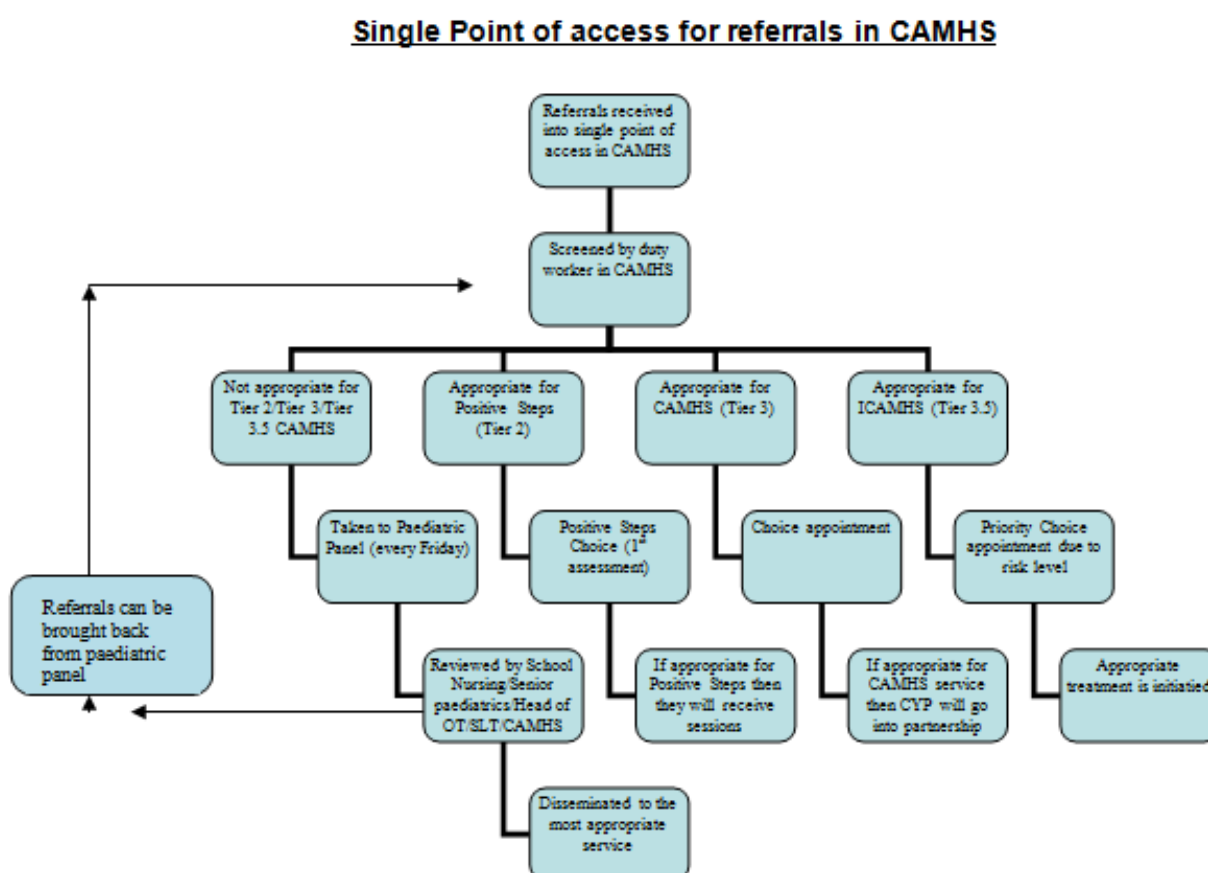 Single Point of access for referrals in CAMHS
Referrals received
into single point of
access in CAMHS
Screened by duty
worker in CAMHS
Not appropriate for
Tier 2/Tier 3/Tier
3.5 CAMHS
Appropriate for
Positive Steps
(Tier 2)
Appropriate for
CAMHS (Tier 3)
Appropriate for
ICAMHS (Tier 3.5)
Taken to Paediatric
Panel (every Friday)
Positive Steps
Choice (1st
assessment)
Choice appointment
Priority Choice
appointment due to
risk level
Referrals can be
brought back
from paediatric
panel
Reviewed by School
Nursing/Senior
paediatrics/Head of
OT/SLT/CAMHS
If appropriate for
Positive Steps then
they will receive
sessions
If appropriate for
CAMHS service
then CYP will go
into partnership
Appropriate
treatment is initiatied
Disseminated to the
most appropriate
service